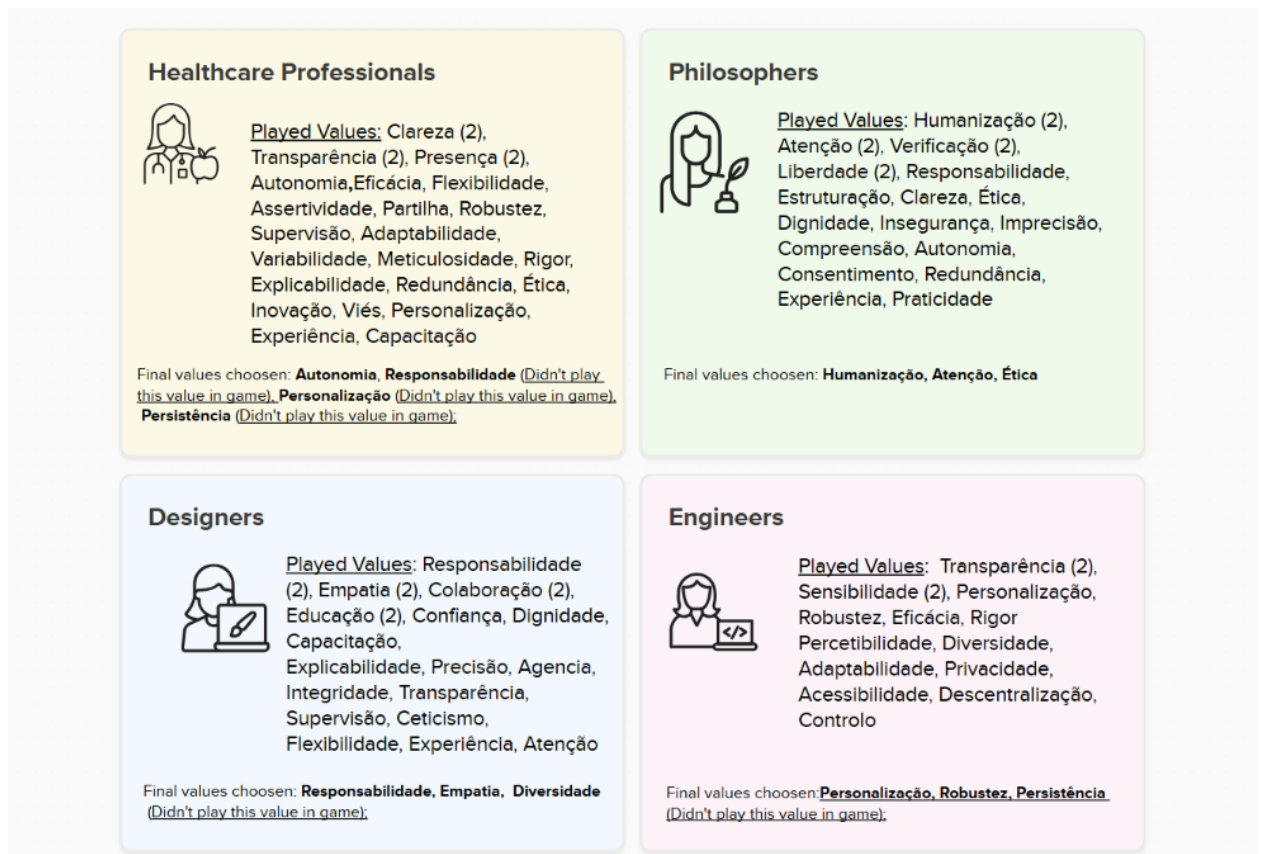 Healthcare Professionals
Played Values: Clareza (2),
Transparência (2), Presença (2),
Autonomia,Eficácia, Flexibilidade,
Assertividade, Partilha, Robustez,
Supervisão, Adaptabilidade,
Variabilidade, Meticulosidade, Rigor,
Explicabilidade, Redundância, Ética,
Inovação, Viés, Personalização,
Experiência, Capacitação
Final values choosen: Autonomia, Responsabilidade (Didn't play
this value in game), Personalização (Didn't play this value in game),
Persistência (Didn't play this value in game);
Philosophers
Played Values: Humanização (2),
Atenção (2), Verificação (2),
Liberdade (2), Responsabilidade,
Estruturação, Clareza, Ética,
Dignidade, Insegurança, Imprecisão,
Compreensão, Autonomia,
Consentimento, Redundância,
Experiência, Praticidade
Final values choosen: Humanização, Atenção, Ética
Designers
Played Values: Responsabilidade
(2), Empatia (2), Colaboração (2),
Educação (2), Confiança, Dignidade,
Capacitação,
Explicabilidade, Precisão, Agencia,
Integridade, Transparência,
Supervisão, Ceticismo,
Flexibilidade, Experiência, Atenção
Final values choosen: Responsabilidade, Empatia, Diversidade
(Didn't play this value in game);
Engineers
Played Values: Transparência (2),
Sensibilidade (2), Personalização,
Robustez, Eficácia, Rigor
Percetibilidade, Diversidade,
Adaptabilidade, Privacidade,
Acessibilidade, Descentralização,
Controlo
</>
Final values choosen:Personalização, Robustez, Persistência
(Didn't play this value in game);